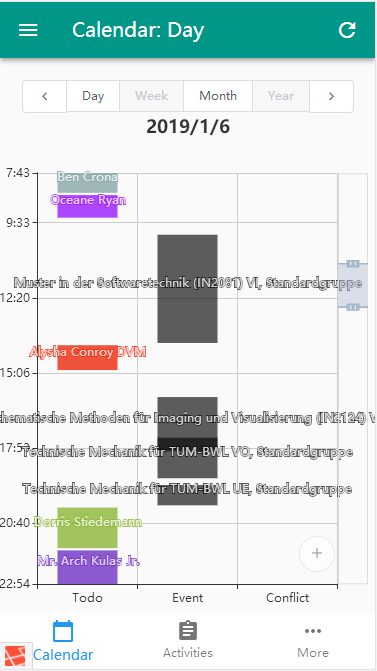 Calendar: Day
Day Week Month Year
2019/1/6
7:43
Ben Crona
Oceane Ryan
9:33
Muster in der Softwaretechnik (IN2081) VI, Standardgruppe
12:20
Alysha Conroy DVM
15:06
thematische Methoden für Imaging und Visualisierung (IN2124) V
17:53
Technische Mechanik für TUM-BWL VO, Standardgruppe
Technische Mechanik für TUM-BWL UE, Standardgruppe
20:40
Dorris Stiedemann
Mr. Arch Kulas Jr.
22:54
Todo Event Conflict
Calendar Activities More